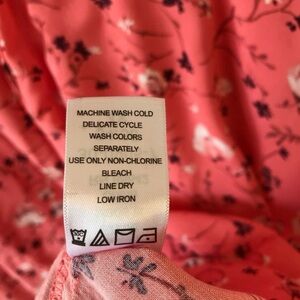 MACHINE WASH COLD
DELICATE CYCLE
WASH COLORS
SEPARATELY
USE ONLY NON-CHLORINE
BLEACH
LINE DRY
LOW IRON